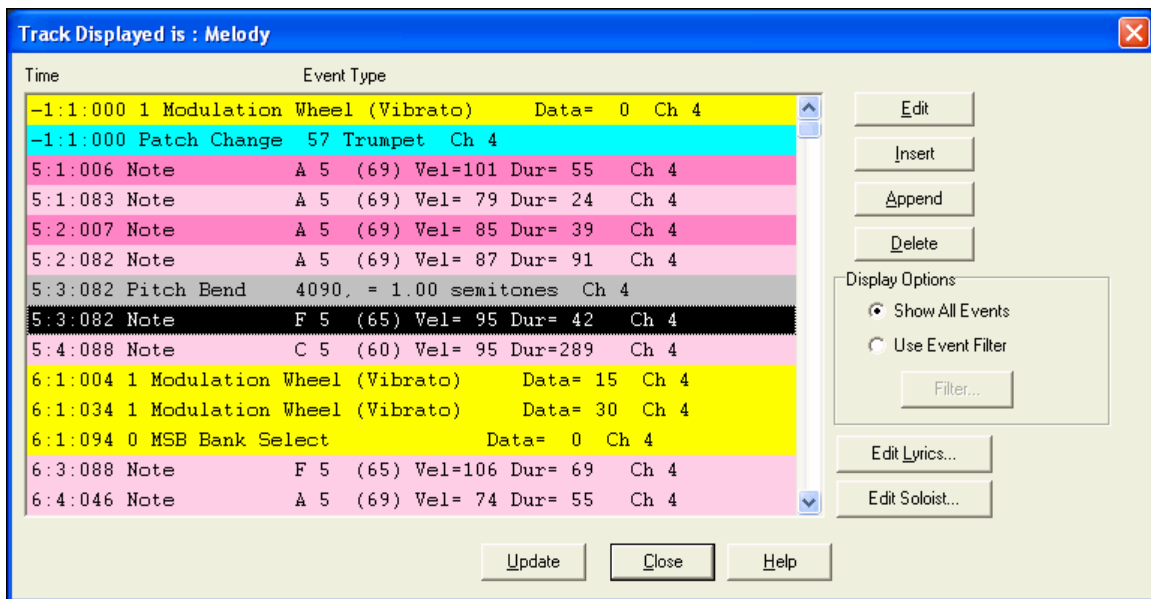 Track Displayed is : Melody
Time Event Type
-1:1:000 1 Modulation Wheel (Vibrato) Data= 0 Ch 4
-1:1:000 Patch Change 57 Trumpet Ch 4
5:1:006 Note A 5 (69) Vel=101 Dur= 55 Ch 4
5:1:083 Note A 5 (69) Vel= 79 Dur= 24 Ch 4
5:2:007 Note A 5 (69) Vel= 85 Dur= 39 Ch 4
5:2:082 Note A 5 (69) Vel= 87 Dur= 91 Ch 4
5:3:082 Pitch Bend 4090, = 1.00 semitones Ch 4
5:3:082 Note F 5 (65) Vel= 95 Dur= 42 Ch 4
5:4:088 Note C 5 (60) Vel= 95 Dur=289 Ch 4
6:1:004 1 Modulation Wheel (Vibrato) Data= 15 Ch 4
6:1:034 1 Modulation Wheel (Vibrato) Data= 30 Ch 4
6:1:094 0 MSB Bank Select Data= 0 Ch 4
6:3:088 Note F 5 (65) Vel=106 Dur= 69 Ch 4
6:4:046 Note A 5 (69) Vel= 74 Dur= 55 Ch 4
Edit
Insert
Append
Delete
Display Options
Show All Events
Use Event Filter
Filter...
Edit Lyrics...
Edit Soloist...
Update Close Help